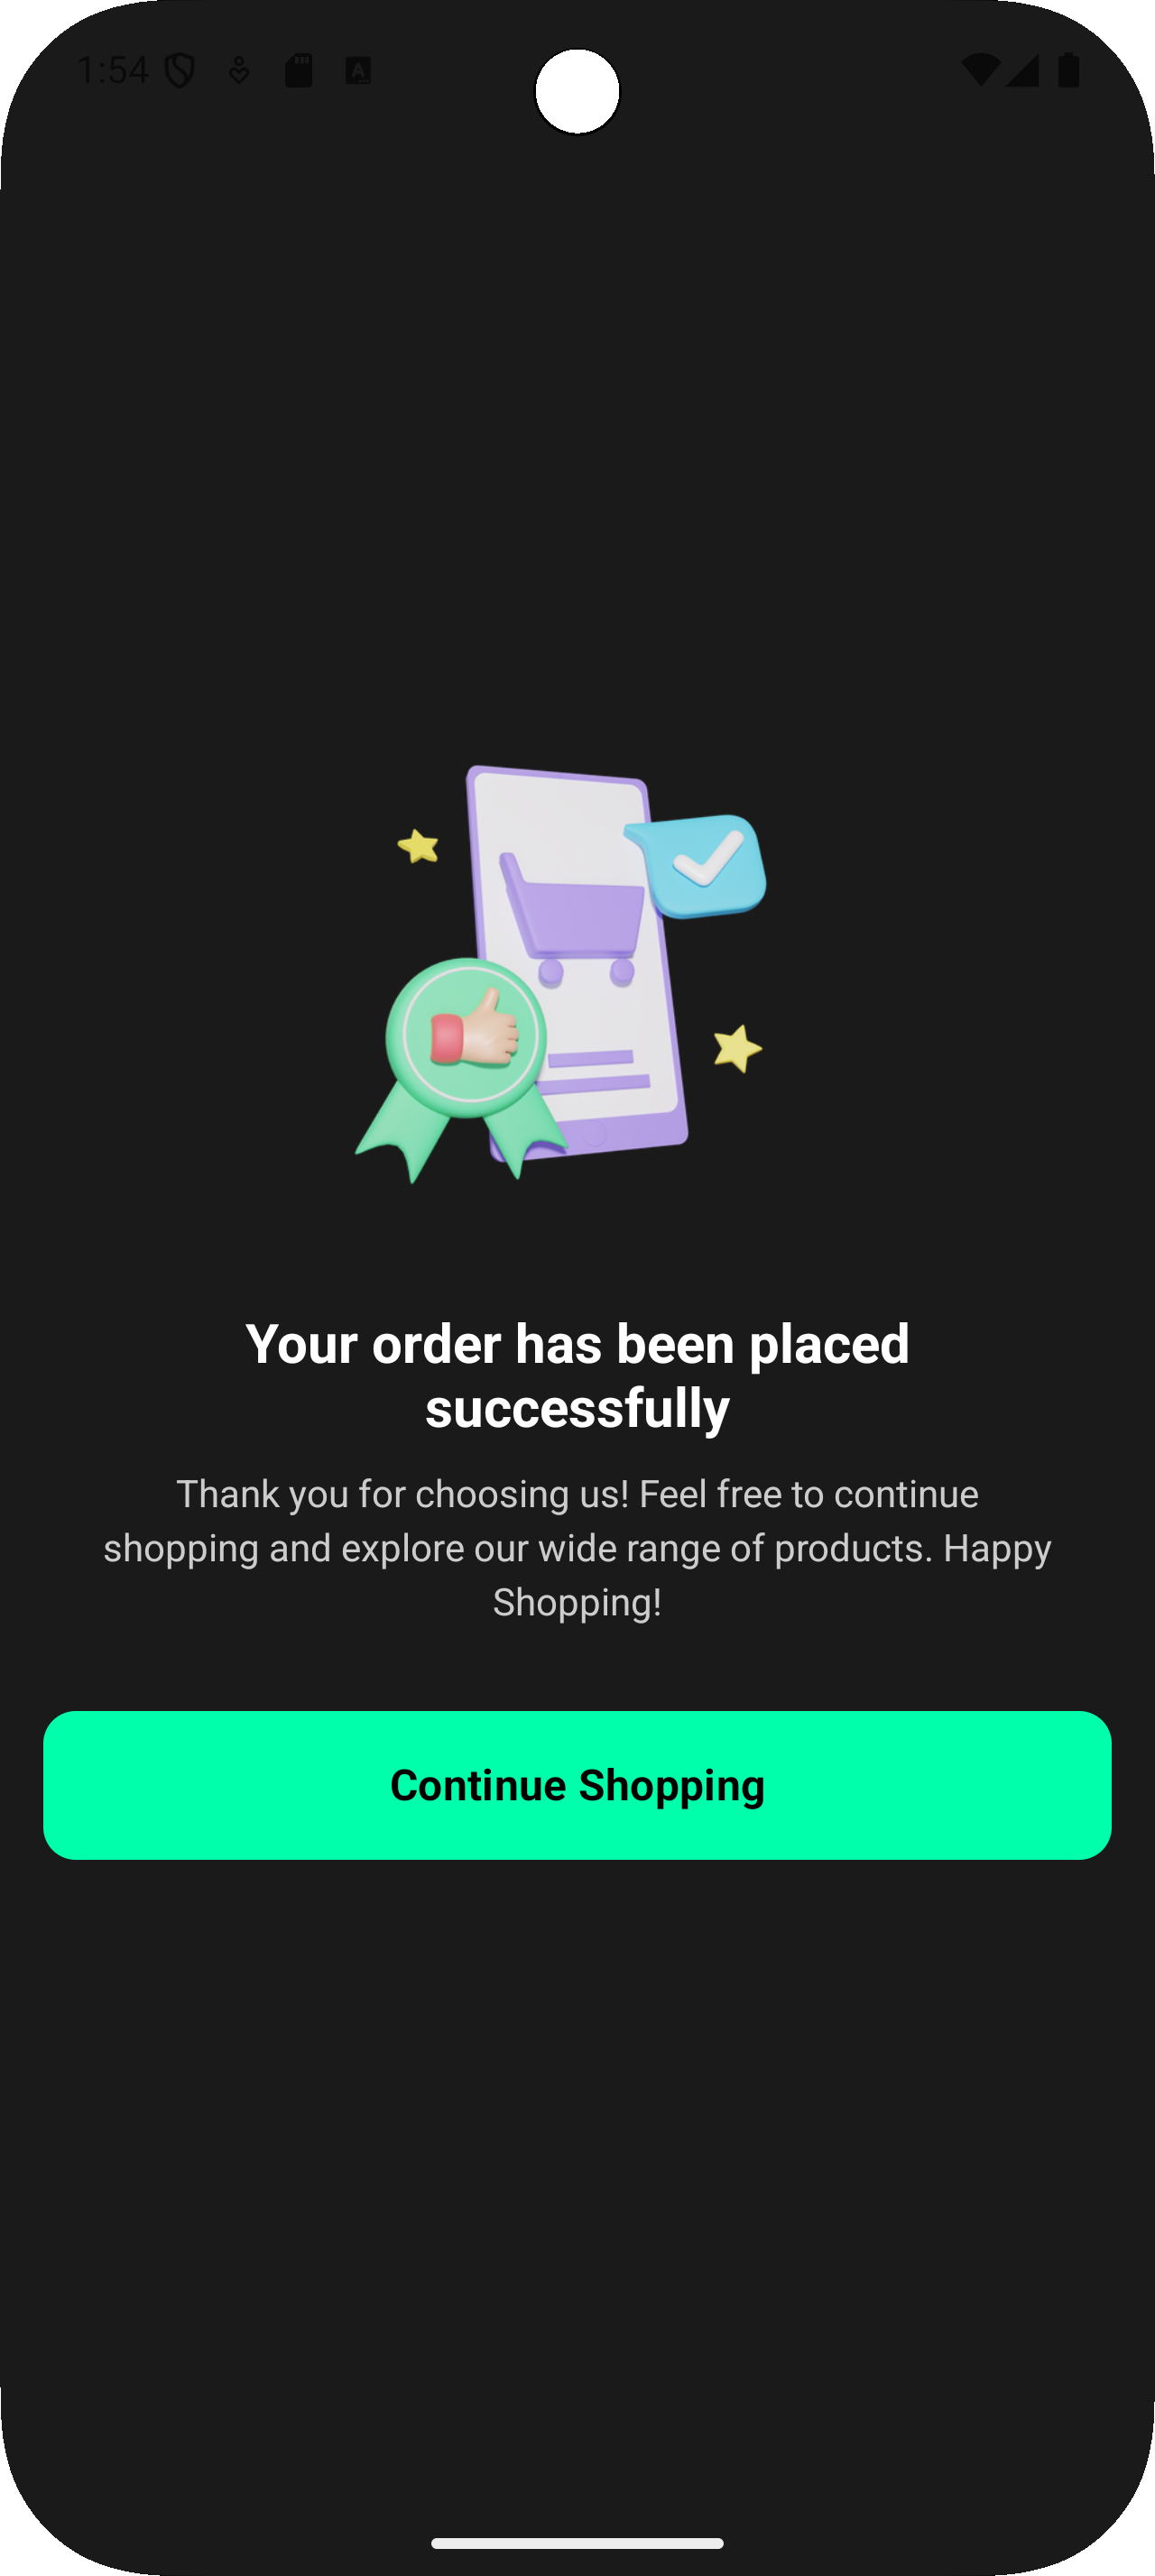 1:54
Your order has been placed
successfully
Thank you for choosing us! Feel free to continue
shopping and explore our wide range of products. Happy
Shopping!
Continue Shopping